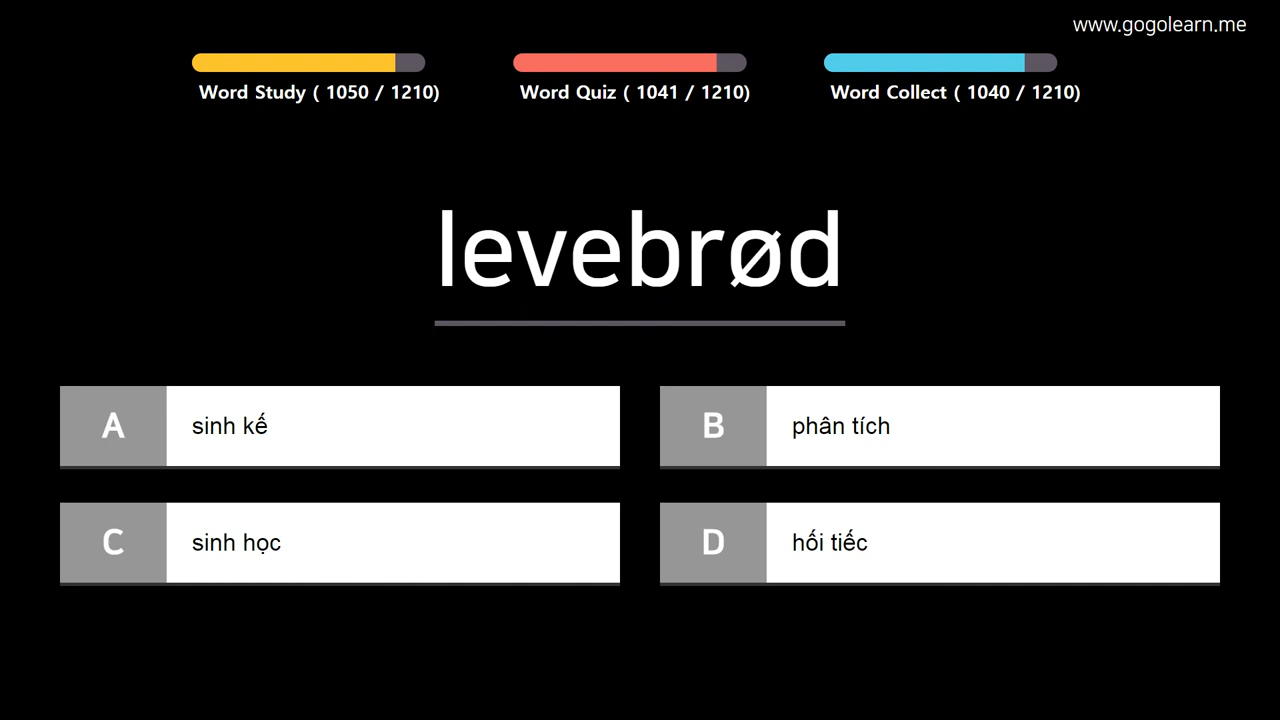 www.gogolearn.me
Word Study ( 1050 / 1210)
Word Quiz ( 1041 / 1210)
Word Collect ( 1040 / 1210)
levebrød
A
sinh kế
B
phân tích
C
sinh học
D
hối tiếc